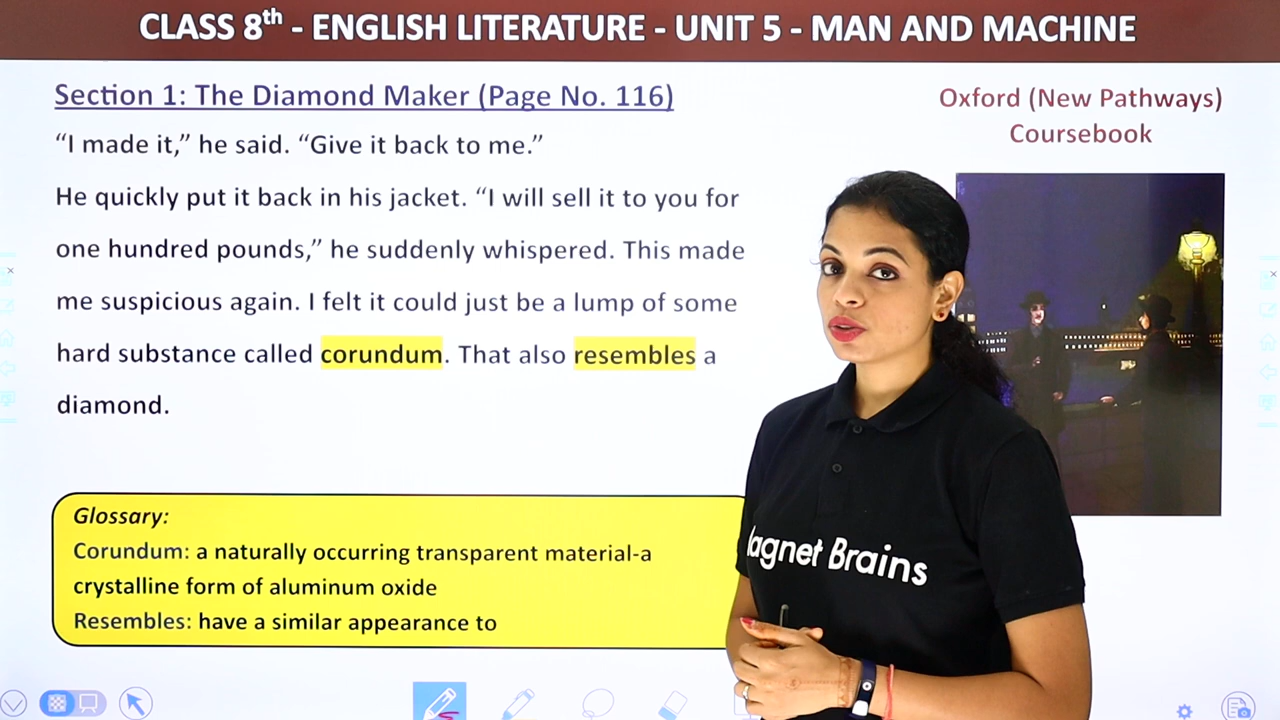 CLASS 8th - ENGLISH LITERATURE - UNIT 5 - MAN AND MACHINE
Section 1: The Diamond Maker (Page No. 116)
Oxford (New Pathways)
Coursebook
“I made it,” he said. “Give it back to me.”
He quickly put it back in his jacket. “I will sell it to you for
one hundred pounds,” he suddenly whispered. This made
me suspicious again. I felt it could just be a lump of some
hard substance called corundum. That also resembles a
diamond.
Glossary:
Corundum: a naturally occurring transparent material-a
crystalline form of aluminum oxide
Resembles: have a similar appearance to
agnet Brains